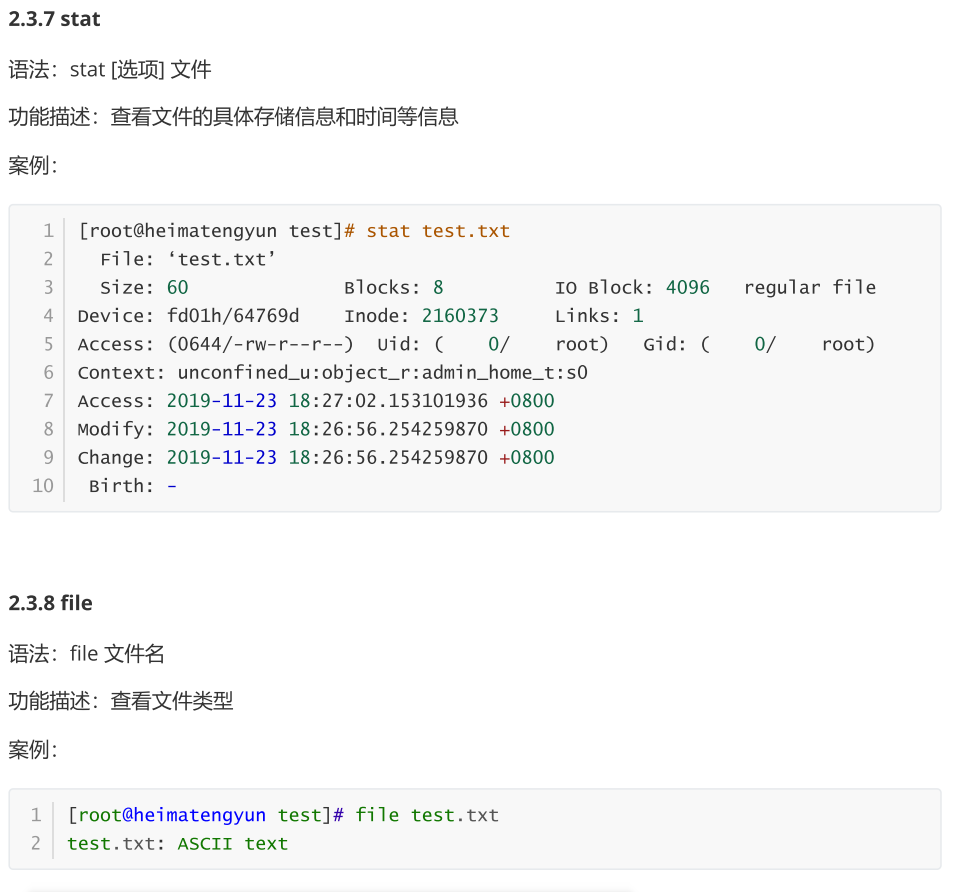 2.3.7 stat
语法：stat [选项] 文件
功能描述：查看文件的具体存储信息和时间等信息
案例：
1 [root@heimatengyun test]# stat test.txt
2   File: ‘test.txt’
3   Size: 60              Blocks: 8          IO Block: 4096   regular file
4 Device: fd01h/64769d    Inode: 2160373     Links: 1
5 Access: (0644/-rw-r--r--)  Uid: (    0/    root)   Gid: (    0/    root)
6 Context: unconfined_u:object_r:admin_home_t:s0
7 Access: 2019-11-23 18:27:02.153101936 +0800
8 Modify: 2019-11-23 18:26:56.254259870 +0800
9 Change: 2019-11-23 18:26:56.254259870 +0800
10  Birth: -
2.3.8 file
语法：file 文件名
功能描述：查看文件类型
案例：
1 [root@heimatengyun test]# file test.txt
2 test.txt: ASCII text